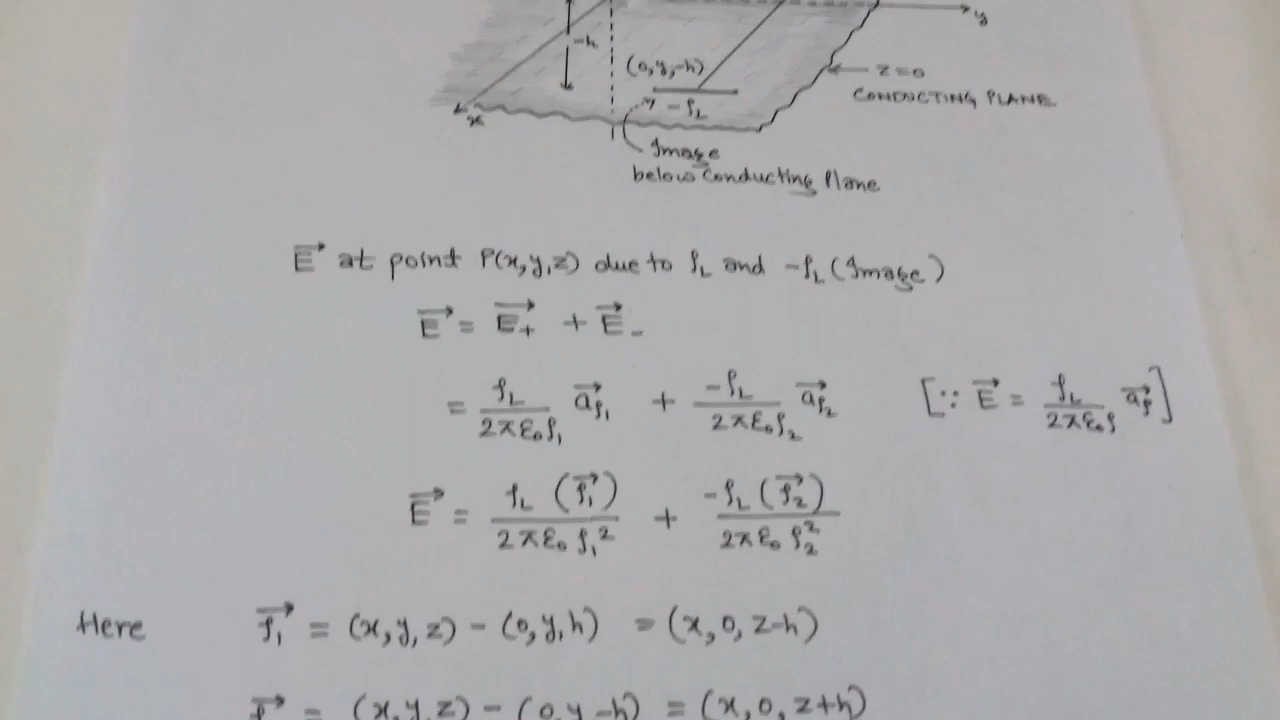 y
-h
(0,y,-h)
z=0
CONDUCTING PLANE
-ρL
x
Image
below Conducting Plane
E⃗ at point P(x,y,z) due to ρL and -ρL (Image)
E⃗ = E⃗+ + E⃗-
= ρL / 2πε₀ρ₁ a⃗ρ₁ + -ρL / 2πε₀ρ₂ a⃗ρ₂ [∵ E⃗ = ρL / 2πε₀ρ a⃗ρ]
E⃗ = ρL (ρ⃗₁) / 2πε₀ρ₁² + -ρL (ρ⃗₂) / 2πε₀ρ₂²
Here ρ⃗₁ = (x,y,z) - (0,y,h) = (x,0,z-h)
= (x,y,z) - (0,y,-h) = (x,0,z+h)